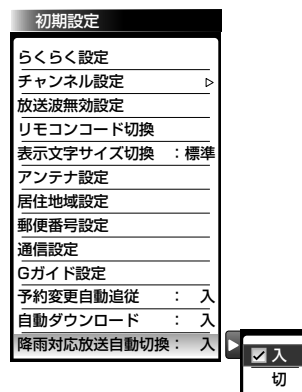 初期設定
らくらく設定
チャンネル設定 ▷
放送波無効設定
リモコンコード切換
表示文字サイズ切換 ：標準
アンテナ設定
居住地域設定
郵便番号設定
通信設定
Gガイド設定
予約変更自動追従 ： 入
自動ダウンロード ： 入
降雨対応放送自動切換： 入
入
切